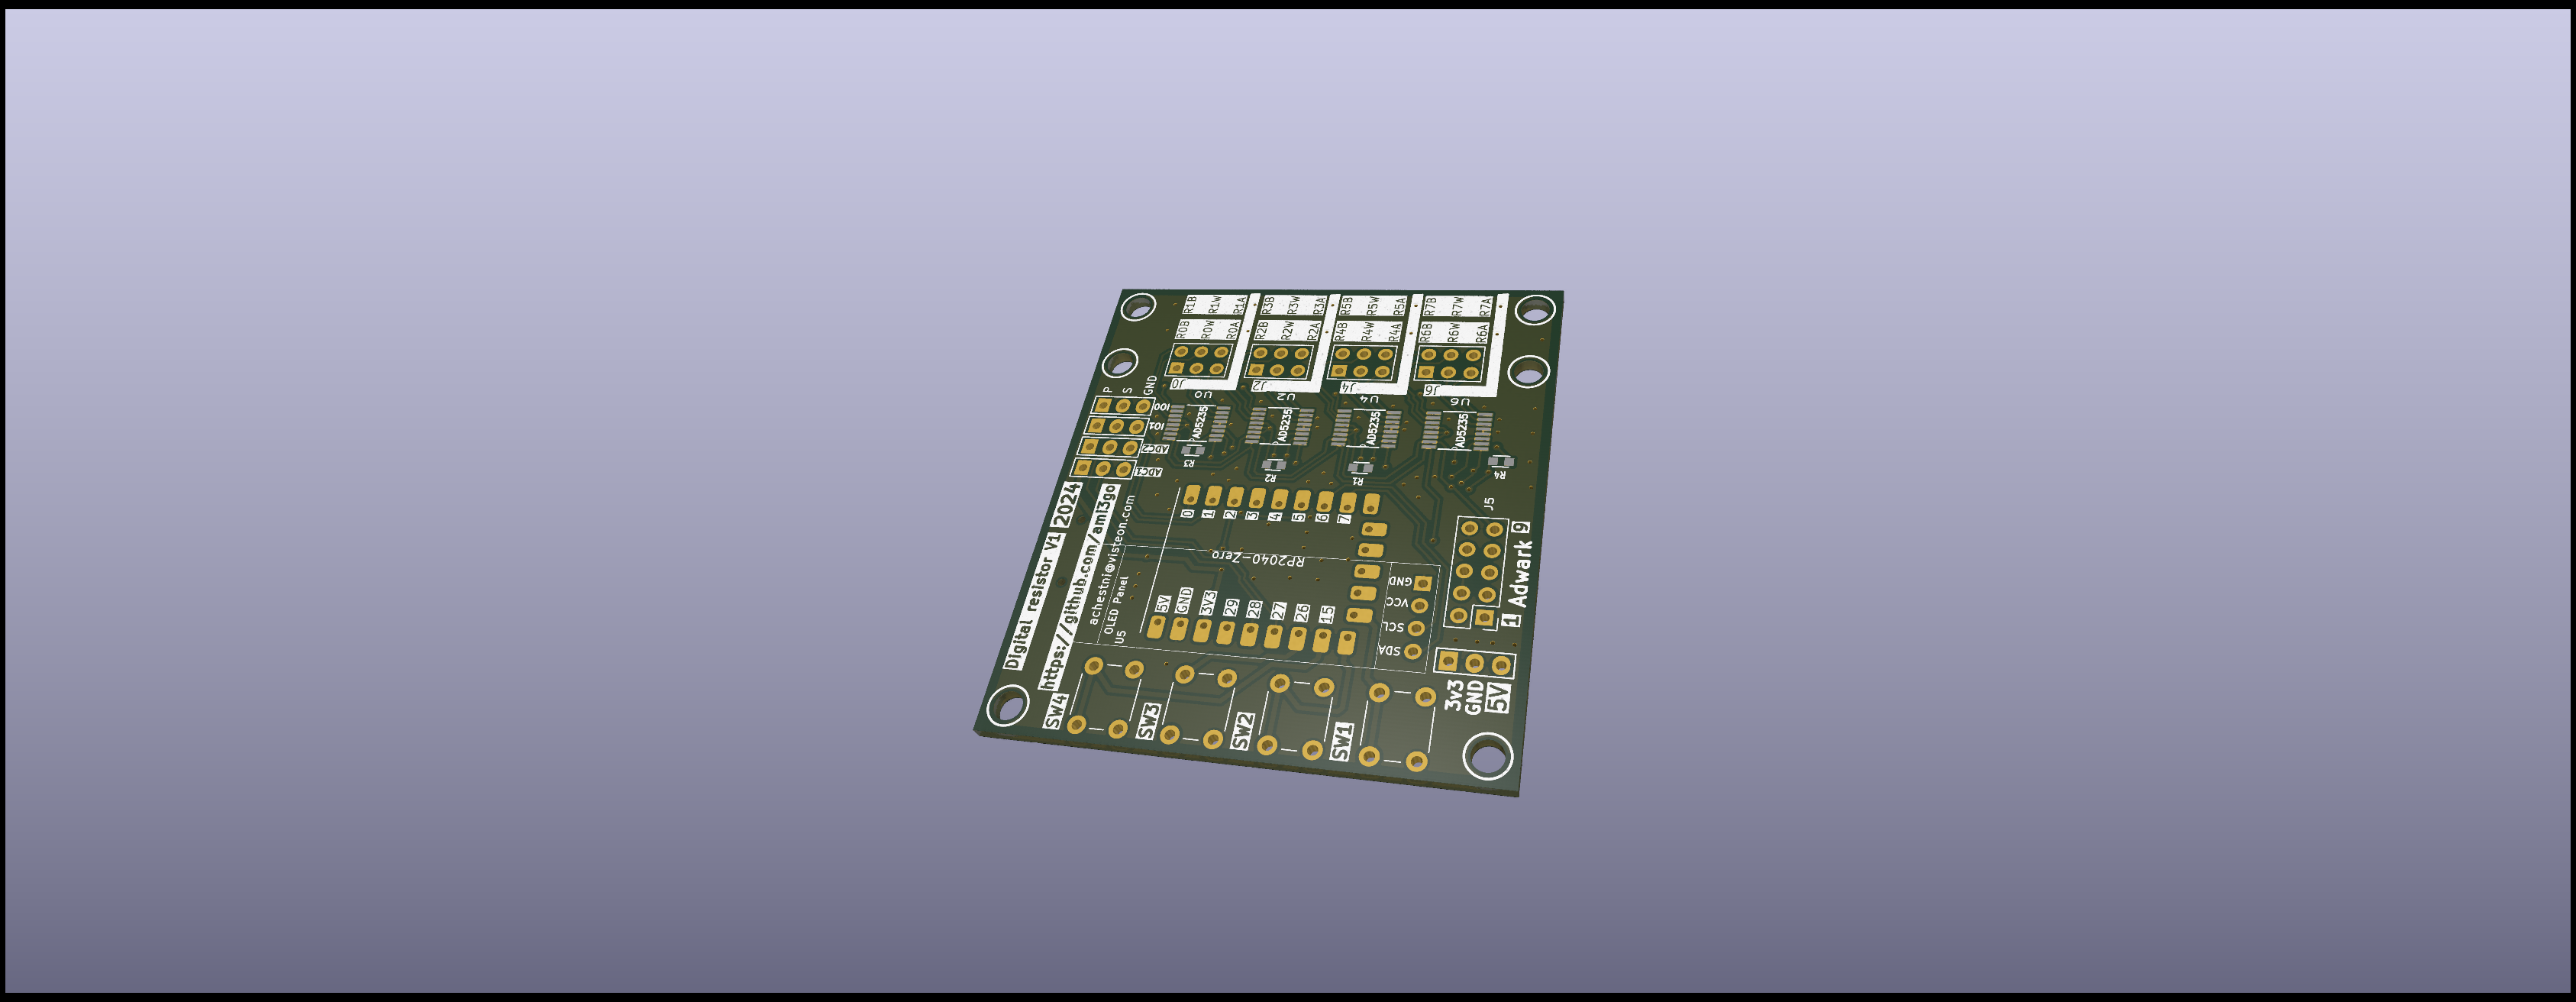 R1B R1W R1A
R3B R3W R3A
R5B R5W R5A
R7B R7W R7A
R0B R0W R0A
R2B R2W R2A
R4B R4W R4A
R6B R6W R6A
J0
J2
J4
J6
P S GND
U0
U2
U4
U6
IO0
IO1
ADC2
ADC1
AD5235
AD5235
AD5235
AD5235
R3
R2
R1
R4
Digital resistor V1 2024
https://github.com/aml3go
achestni@visteon.com
OLED Panel
U5
0 1 2 3 4 5 6 7
RP2040-Zero
5V GND 3V3 29 28 27 26 15
GND
VCC
SCL
SDA
J5
1 Adwark 9
3v3
GND
5V
SW4
SW3
SW2
SW1